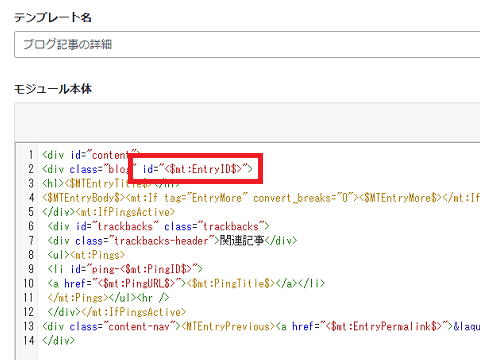 テンプレート名
ブログ記事の詳細
モジュール本体
1 <div id="content">
2 <div class="blog" id="<$mt:EntryID$>">
3 <h1><$MTEntryTitle$></h1>
4 <$MTEntryBody$><mt:If tag="EntryMore" convert_breaks="0"><$MTEntryMore$></mt:If
5 </div><mt:IfPingsActive>
6 <div id="trackbacks" class="trackbacks">
7 <div class="trackbacks-header">関連記事</div>
8 <ul><mt:Pings>
9 <li id="ping-<$mt:PingID$>">
10 <a href="<$mt:PingURL$>"><$mt:PingTitle$></a></li>
11 </mt:Pings></ul><hr />
12 </div></mt:IfPingsActive>
13 <div class="content-nav"><MTEntryPrevious><a href="<$mt:EntryPermalink$>">&laqu
14 </div>